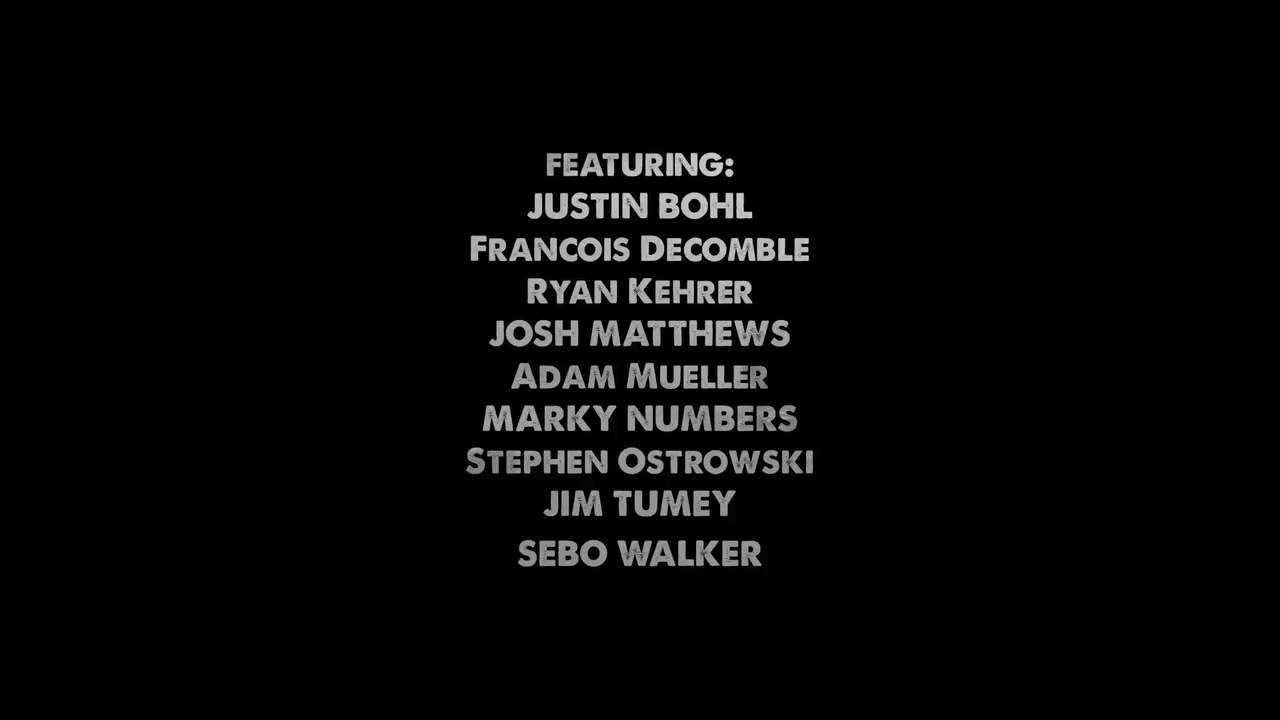 FEATURING:
JUSTIN BOHL
FRANCOIS DECOMBLE
RYAN KEHRER
JOSH MATTHEWS
ADAM MUELLER
MARKY NUMBERS
STEPHEN OSTROWSKI
JIM TUMEY
SEBO WALKER